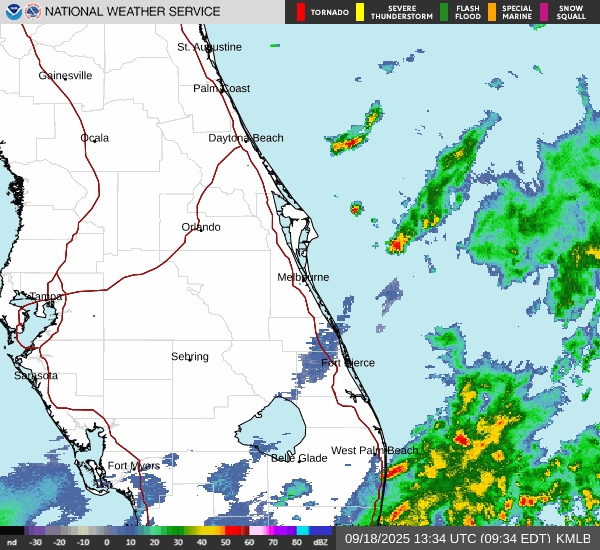 NATIONAL WEATHER SERVICE
TORNADO
SEVERE
THUNDERSTORM
FLASH
FLOOD
SPECIAL
MARINE
SNOW
SQUALL
St. Augustine
Gainesville
Palm Coast
Ocala
Daytona Beach
Orlando
Melbourne
Tampa
Sebring
Fort Pierce
Sarasota
West Palm Beach
Belle Glade
Fort Myers
nd -30 -20 -10 0 10 20 30 40 50 60 70 80 dBZ
09/18/2025 13:34 UTC (09:34 EDT) KMLB